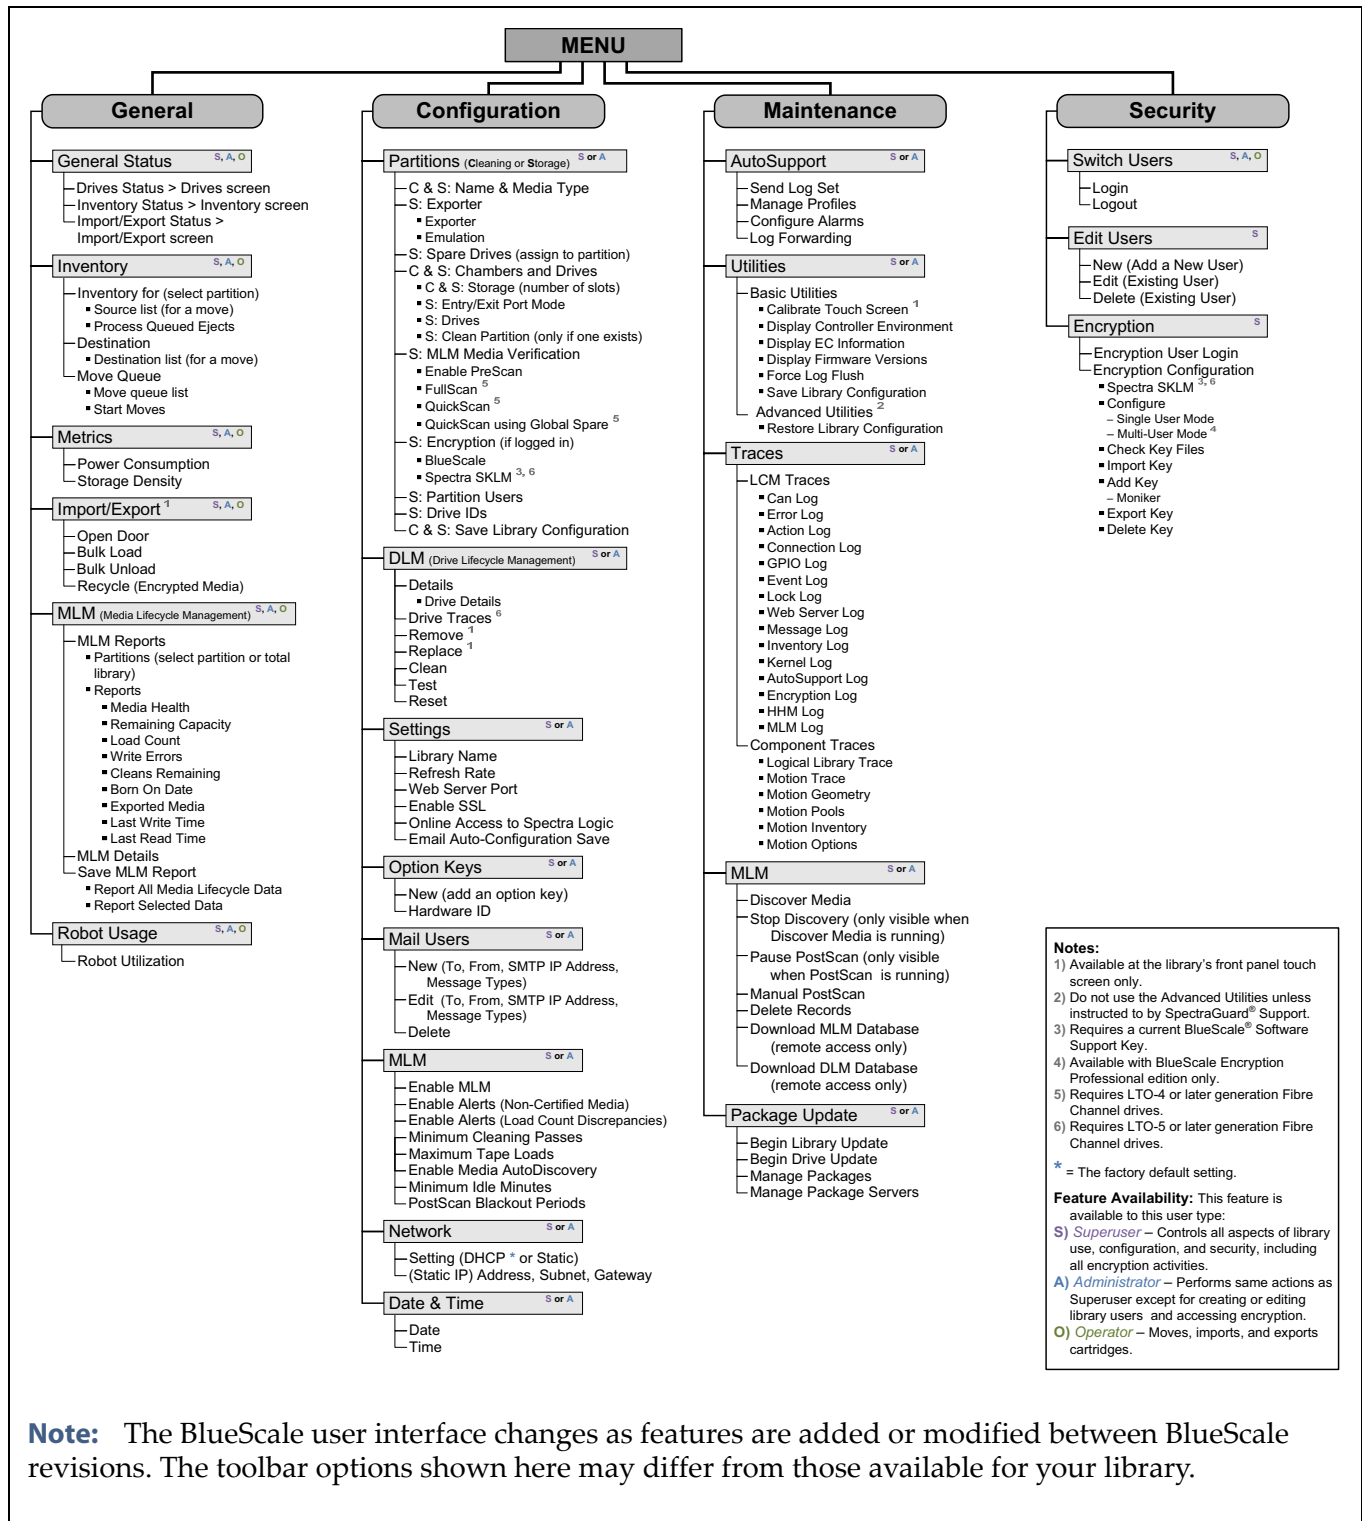 MENU
General
General Status S, A, O
Drives Status > Drives screen
Inventory Status > Inventory screen
Import/Export Status >
Import/Export screen
Inventory S, A, O
Inventory for (select partition)
▪ Source list (for a move)
▪ Process Queued Ejects
Destination
▪ Destination list (for a move)
Move Queue
▪ Move queue list
▪ Start Moves
Metrics S, A, O
Power Consumption
Storage Density
Import/Export 1 S, A, O
Open Door
Bulk Load
Bulk Unload
Recycle (Encrypted Media)
MLM (Media Lifecycle Management) S, A, O
MLM Reports
▪ Partitions (select partition or total
library)
▪ Reports
▪ Media Health
▪ Remaining Capacity
▪ Load Count
▪ Write Errors
▪ Cleans Remaining
▪ Born On Date
▪ Exported Media
▪ Last Write Time
▪ Last Read Time
MLM Details
Save MLM Report
▪ Report All Media Lifecycle Data
▪ Report Selected Data
Robot Usage S, A, O
Robot Utilization
Configuration
Partitions (Cleaning or Storage) S or A
C & S: Name & Media Type
S: Exporter
▪ Exporter
▪ Emulation
S: Spare Drives (assign to partition)
C & S: Chambers and Drives
▪ C & S: Storage (number of slots)
▪ S: Entry/Exit Port Mode
▪ S: Drives
▪ S: Clean Partition (only if one exists)
S: MLM Media Verification
▪ Enable PreScan
▪ FullScan 5
▪ QuickScan 5
▪ QuickScan using Global Spare 5
S: Encryption (if logged in)
▪ BlueScale
▪ Spectra SKLM 3, 6
S: Partition Users
S: Drive IDs
C & S: Save Library Configuration
DLM (Drive Lifecycle Management) S or A
Details
▪ Drive Details
Drive Traces 6
Remove 1
Replace 1
Clean
Test
Reset
Settings S or A
Library Name
Refresh Rate
Web Server Port
Enable SSL
Online Access to Spectra Logic
Email Auto-Configuration Save
Option Keys S or A
New (add an option key)
Hardware ID
Mail Users S or A
New (To, From, SMTP IP Address,
Message Types)
Edit (To, From, SMTP IP Address,
Message Types)
Delete
MLM S or A
Enable MLM
Enable Alerts (Non-Certified Media)
Enable Alerts (Load Count Discrepancies)
Minimum Cleaning Passes
Maximum Tape Loads
Enable Media AutoDiscovery
Minimum Idle Minutes
PostScan Blackout Periods
Network S or A
Setting (DHCP * or Static)
(Static IP) Address, Subnet, Gateway
Date & Time S or A
Date
Time
Maintenance
AutoSupport S or A
Send Log Set
Manage Profiles
Configure Alarms
Log Forwarding
Utilities S or A
Basic Utilities
▪ Calibrate Touch Screen 1
▪ Display Controller Environment
▪ Display EC Information
▪ Display Firmware Versions
▪ Force Log Flush
▪ Save Library Configuration
Advanced Utilities 2
▪ Restore Library Configuration
Traces S or A
LCM Traces
▪ Can Log
▪ Error Log
▪ Action Log
▪ Connection Log
▪ GPIO Log
▪ Event Log
▪ Lock Log
▪ Web Server Log
▪ Message Log
▪ Inventory Log
▪ Kernel Log
▪ AutoSupport Log
▪ Encryption Log
▪ HHM Log
▪ MLM Log
Component Traces
▪ Logical Library Trace
▪ Motion Trace
▪ Motion Geometry
▪ Motion Pools
▪ Motion Inventory
▪ Motion Options
MLM S or A
Discover Media
Stop Discovery (only visible when
Discover Media is running)
Pause PostScan (only visible
when PostScan is running)
Manual PostScan
Delete Records
Download MLM Database
(remote access only)
Download DLM Database
(remote access only)
Package Update S or A
Begin Library Update
Begin Drive Update
Manage Packages
Manage Package Servers
Security
Switch Users S, A, O
Login
Logout
Edit Users S
New (Add a New User)
Edit (Existing User)
Delete (Existing User)
Encryption S
Encryption User Login
Encryption Configuration
▪ Spectra SKLM 3, 6
▪ Configure
– Single User Mode
– Multi-User Mode 4
▪ Check Key Files
▪ Import Key
▪ Add Key
– Moniker
▪ Export Key
▪ Delete Key
Notes:
1) Available at the library's front panel touch
screen only.
2) Do not use the Advanced Utilities unless
instructed to by SpectraGuard® Support.
3) Requires a current BlueScale® Software
Support Key.
4) Available with BlueScale Encryption
Professional edition only.
5) Requires LTO-4 or later generation Fibre
Channel drives.
6) Requires LTO-5 or later generation Fibre
Channel drives.
* = The factory default setting.
Feature Availability: This feature is
available to this user type:
S) Superuser – Controls all aspects of library
use, configuration, and security, including
all encryption activities.
A) Administrator – Performs same actions as
Superuser except for creating or editing
library users and accessing encryption.
O) Operator – Moves, imports, and exports
cartridges.
Note: The BlueScale user interface changes as features are added or modified between BlueScale
revisions. The toolbar options shown here may differ from those available for your library.